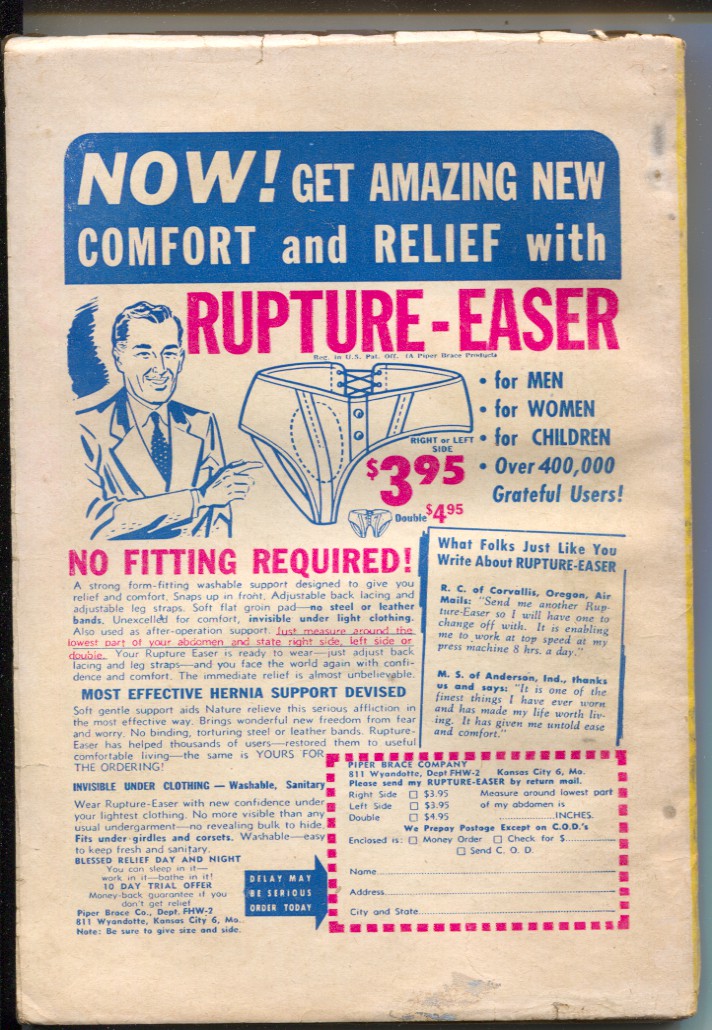 NOW! GET AMAZING NEW
COMFORT and RELIEF with
RUPTURE-EASER
Reg. in U.S. Pat. Off. (A Piper Brace Product)
• for MEN
• for WOMEN
• for CHILDREN
• Over 400,000
Grateful Users!
RIGHT or LEFT
SIDE
$3.95
Double $4.95
NO FITTING REQUIRED!
A strong form-fitting washable support designed to give you
relief and comfort. Snaps up in front. Adjustable back lacing and
adjustable leg straps. Soft flat groin pad—no steel or leather
bands. Unexcelled for comfort, invisible under light clothing.
Also used as after-operation support. Just measure around the
lowest part of your abdomen and state right side, left side or
double. Your Rupture Easer is ready to wear—just adjust back
lacing and leg straps—and you face the world again with confi-
dence and comfort. The immediate relief is almost unbelievable.
MOST EFFECTIVE HERNIA SUPPORT DEVISED
Soft gentle support aids Nature relieve this serious affliction in
the most effective way. Brings wonderful new freedom from fear
and worry. No binding, torturing steel or leather bands. Rupture-
Easer has helped thousands of users—restored them to useful
comfortable living—the same is YOURS FOR
THE ORDERING!
INVISIBLE UNDER CLOTHING — Washable, Sanitary
Wear Rupture-Easer with new confidence under
your lightest clothing. No more visible than any
usual undergarment—no revealing bulk to hide.
Fits under girdles and corsets. Washable—easy
to keep fresh and sanitary.
BLESSED RELIEF DAY AND NIGHT
You can sleep in it—
work in it—bathe in it!
10 DAY TRIAL OFFER
Money-back guarantee if you
don't get relief
Piper Brace Co., Dept. FHW-2
811 Wyandotte, Kansas City 6, Mo.
Note: Be sure to give size and side.
DELAY MAY
BE SERIOUS
ORDER TODAY
What Folks Just Like You
Write About RUPTURE-EASER
R. C. of Corvallis, Oregon, Air
Mails: "Send me another Rup-
ture-Easer so I will have one to
change off with. It is enabling
me to work at top speed at my
press machine 8 hrs. a day."
M. S. of Anderson, Ind., thanks
us and says: "It is one of the
finest things I have ever worn
and has made my life worth liv-
ing. It has given me untold ease
and comfort."
PIPER BRACE COMPANY
811 Wyandotte, Dept FHW-2 Kansas City 6, Mo.
Please send my RUPTURE-EASER by return mail.
Right Side □ $3.95 Measure around lowest part
Left Side □ $3.95 of my abdomen is
Double □ $4.95 ....................INCHES.
We Prepay Postage Except on C.O.D.'s
Enclosed is: □ Money Order □ Check for $............
□ Send C. O. D.
Name
Address
City and State